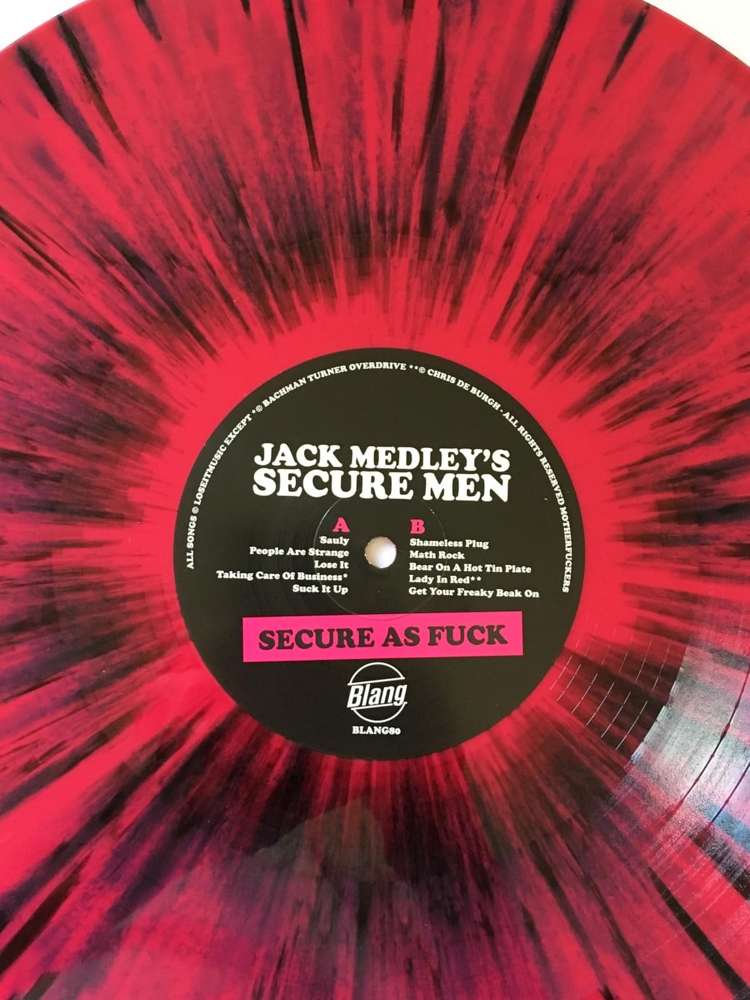 ALL SONGS © LOSEITMUSIC EXCEPT *© BACHMAN TURNER OVERDRIVE **© CHRIS DE BURGH - ALL RIGHTS RESERVED MOTHERFUCKERS
JACK MEDLEY'S
SECURE MEN
A
Sauly
People Are Strange
Lose It
Taking Care Of Business*
Suck It Up
B
Shameless Plug
Math Rock
Bear On A Hot Tin Plate
Lady In Red**
Get Your Freaky Beak On
SECURE AS FUCK
Blang
BLANG80